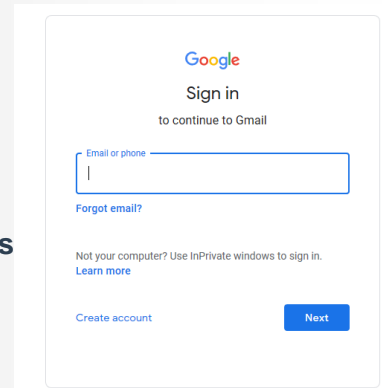 Google
Sign in
to continue to Gmail
Email or phone
Forgot email?
s
Not your computer? Use InPrivate windows to sign in.
Learn more
Create account
Next